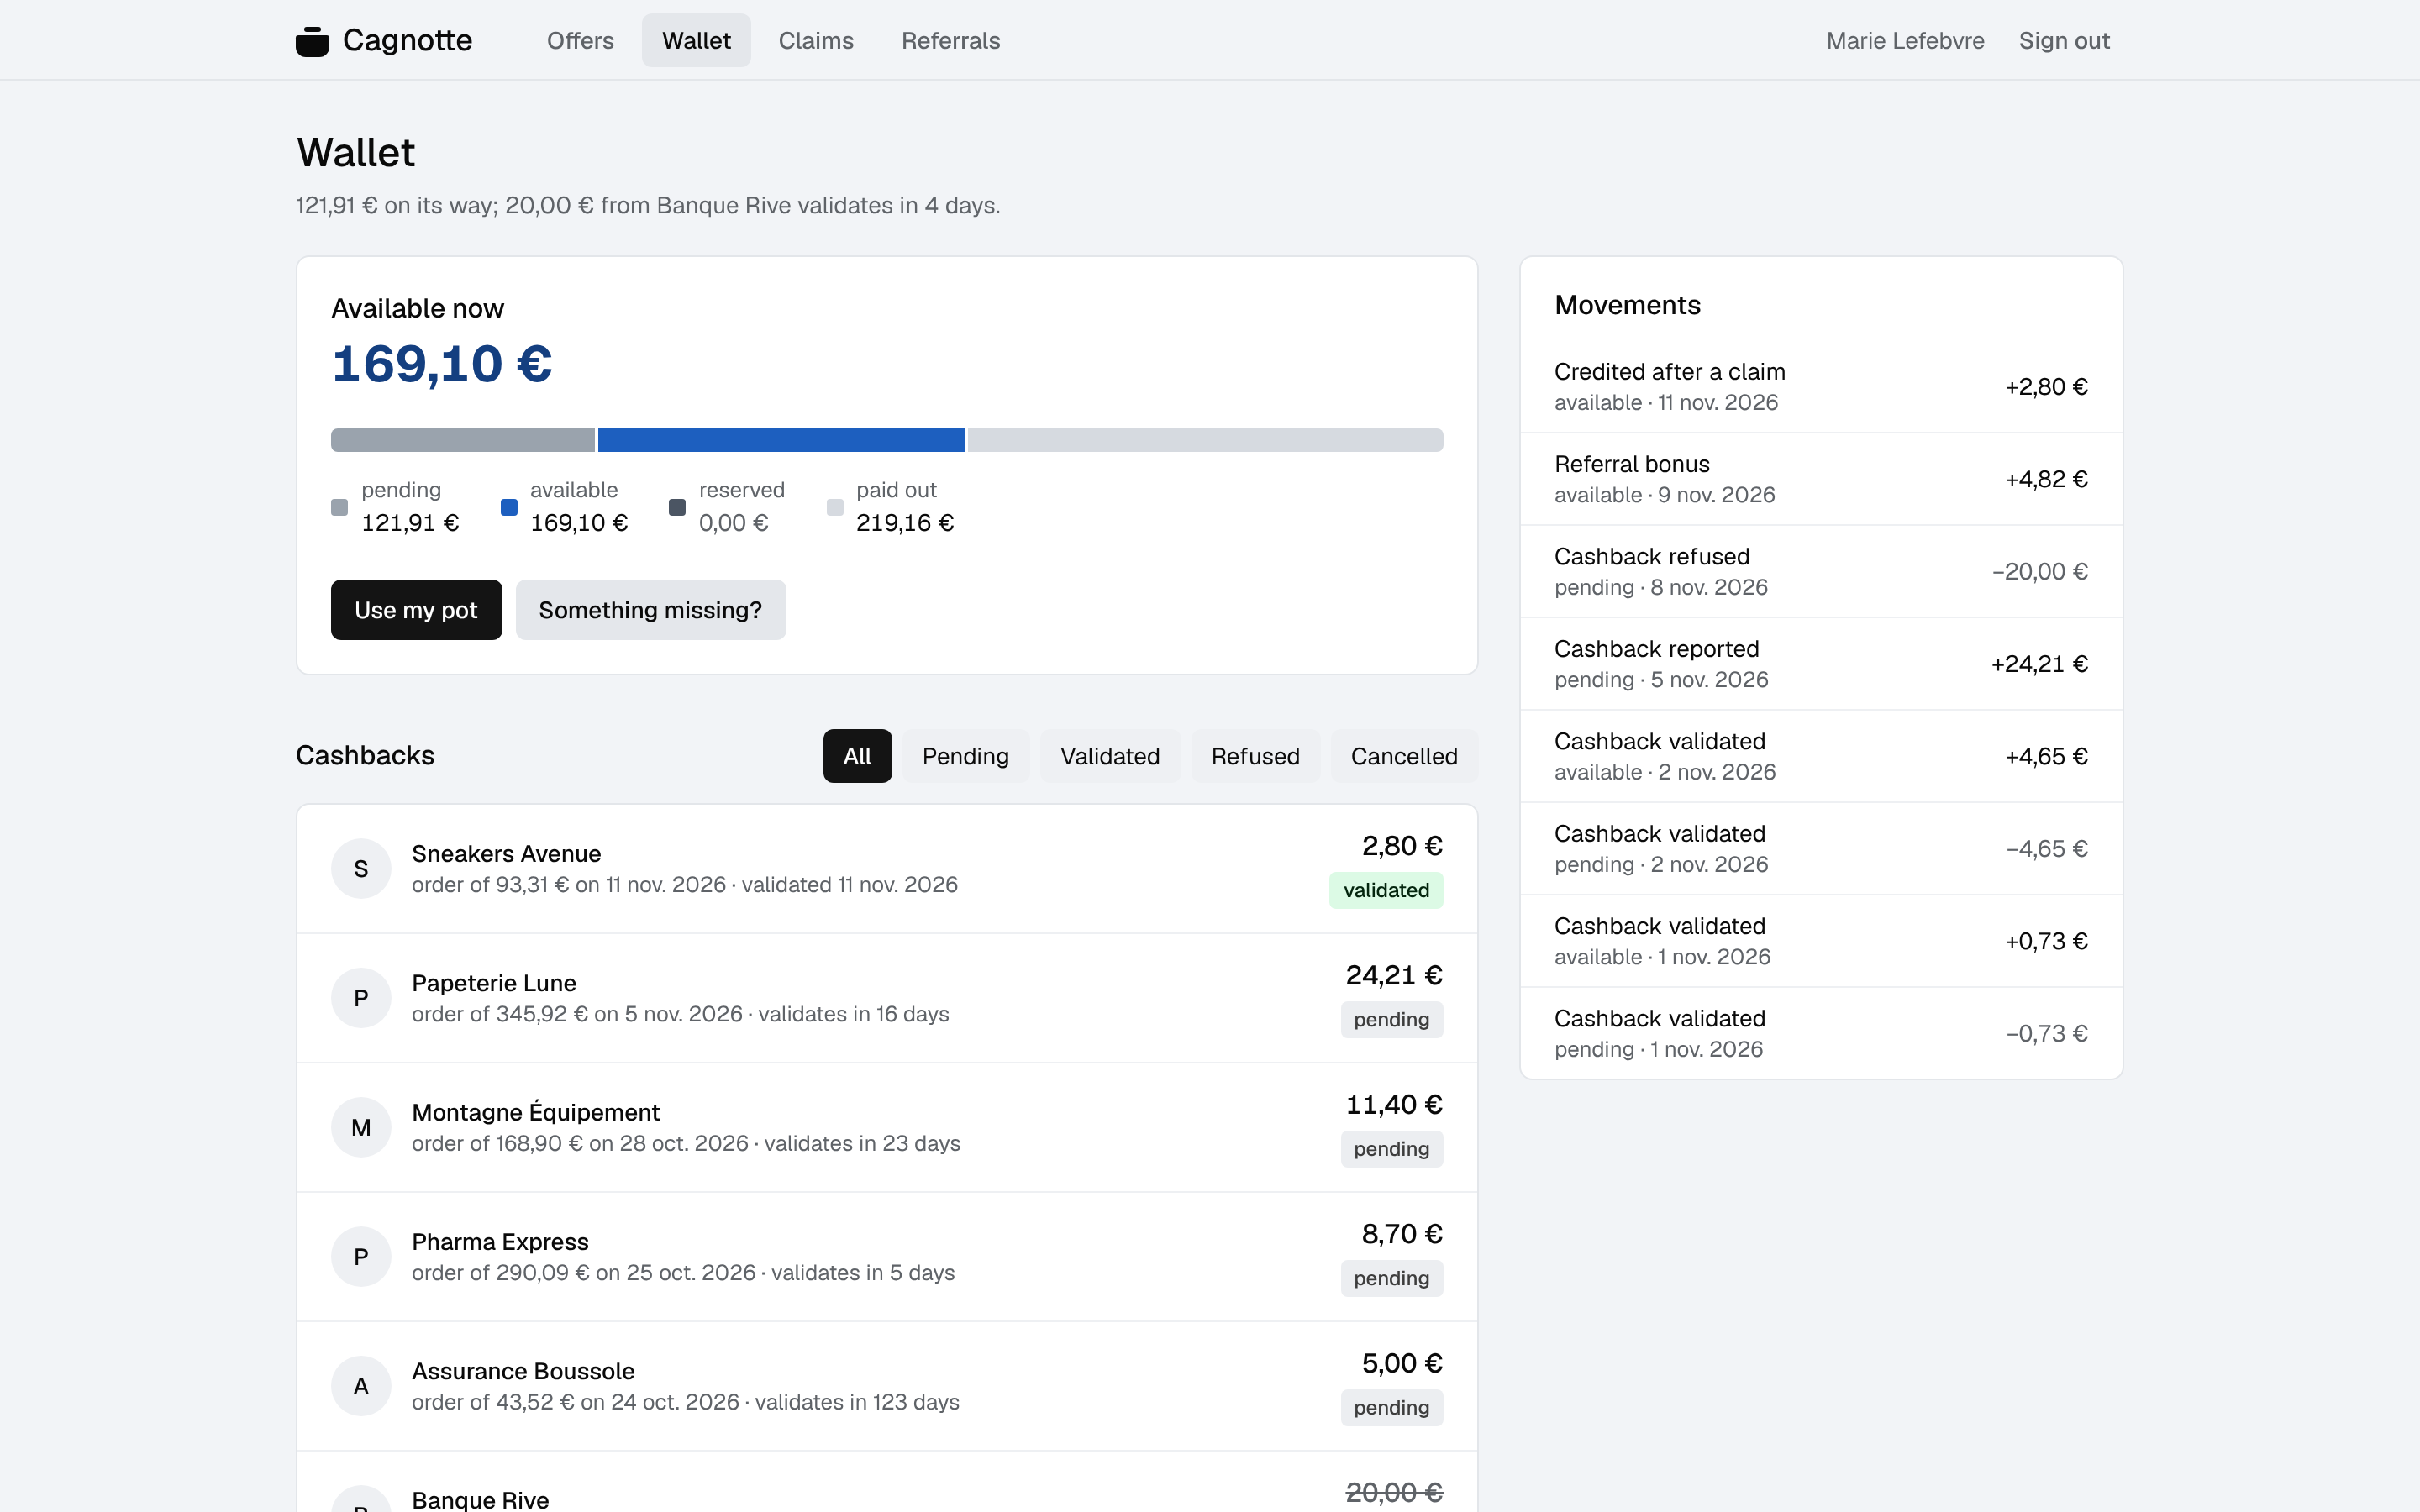 Cagnotte
Offers
Wallet
Claims
Referrals
Marie Lefebvre
Sign out
Wallet
121,91 € on its way; 20,00 € from Banque Rive validates in 4 days.
Available now
169,10 €
pending
121,91 €
available
169,10 €
reserved
0,00 €
paid out
219,16 €
Use my pot
Something missing?
Cashbacks
All
Pending
Validated
Refused
Cancelled
S
Sneakers Avenue
order of 93,31 € on 11 nov. 2026 · validated 11 nov. 2026
2,80 €
validated
P
Papeterie Lune
order of 345,92 € on 5 nov. 2026 · validates in 16 days
24,21 €
pending
M
Montagne Équipement
order of 168,90 € on 28 oct. 2026 · validates in 23 days
11,40 €
pending
P
Pharma Express
order of 290,09 € on 25 oct. 2026 · validates in 5 days
8,70 €
pending
A
Assurance Boussole
order of 43,52 € on 24 oct. 2026 · validates in 123 days
5,00 €
pending
Banque Rive
20,00 €
Movements
Credited after a claim
available · 11 nov. 2026
+2,80 €
Referral bonus
available · 9 nov. 2026
+4,82 €
Cashback refused
pending · 8 nov. 2026
−20,00 €
Cashback reported
pending · 5 nov. 2026
+24,21 €
Cashback validated
available · 2 nov. 2026
+4,65 €
Cashback validated
pending · 2 nov. 2026
−4,65 €
Cashback validated
available · 1 nov. 2026
+0,73 €
Cashback validated
pending · 1 nov. 2026
−0,73 €